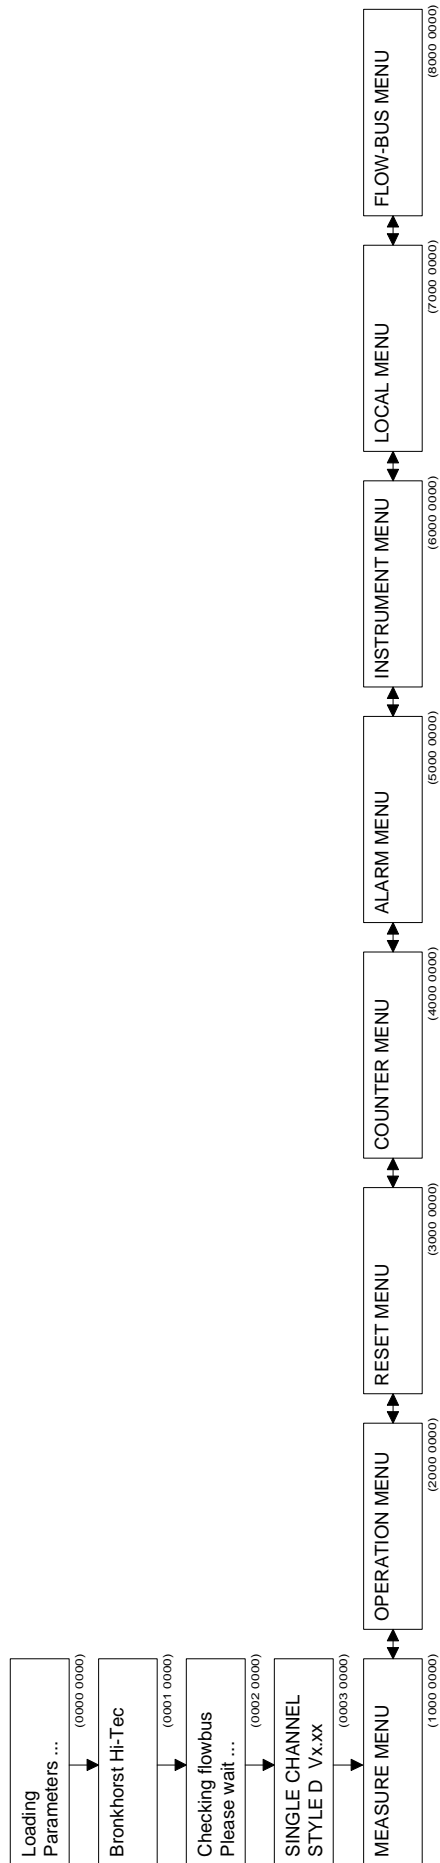 Loading
Parameters ...
(0000 0000)
Bronkhorst Hi-Tec
(0001 0000)
Checking flowbus
Please wait ...
(0002 0000)
SINGLE CHANNEL
STYLE D Vx.xx
(0003 0000)
MEASURE MENU
(1000 0000)
OPERATION MENU
(2000 0000)
RESET MENU
(3000 0000)
COUNTER MENU
(4000 0000)
ALARM MENU
(5000 0000)
INSTRUMENT MENU
(6000 0000)
LOCAL MENU
(7000 0000)
FLOW-BUS MENU
(8000 0000)